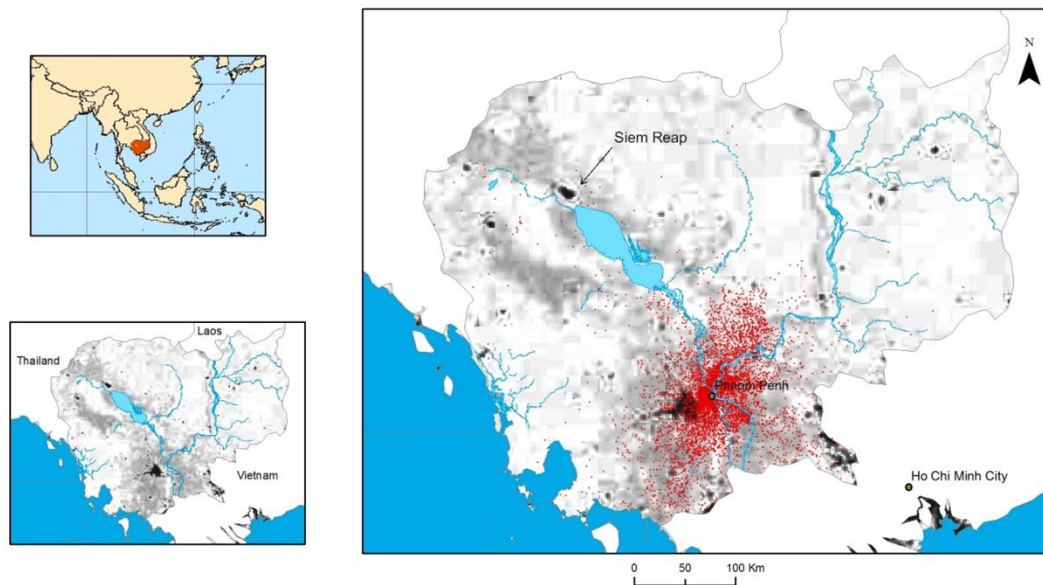 N
Siem Reap
Phnom Penh
Ho Chi Minh City
Laos
Thailand
Vietnam
0 50 100 Km